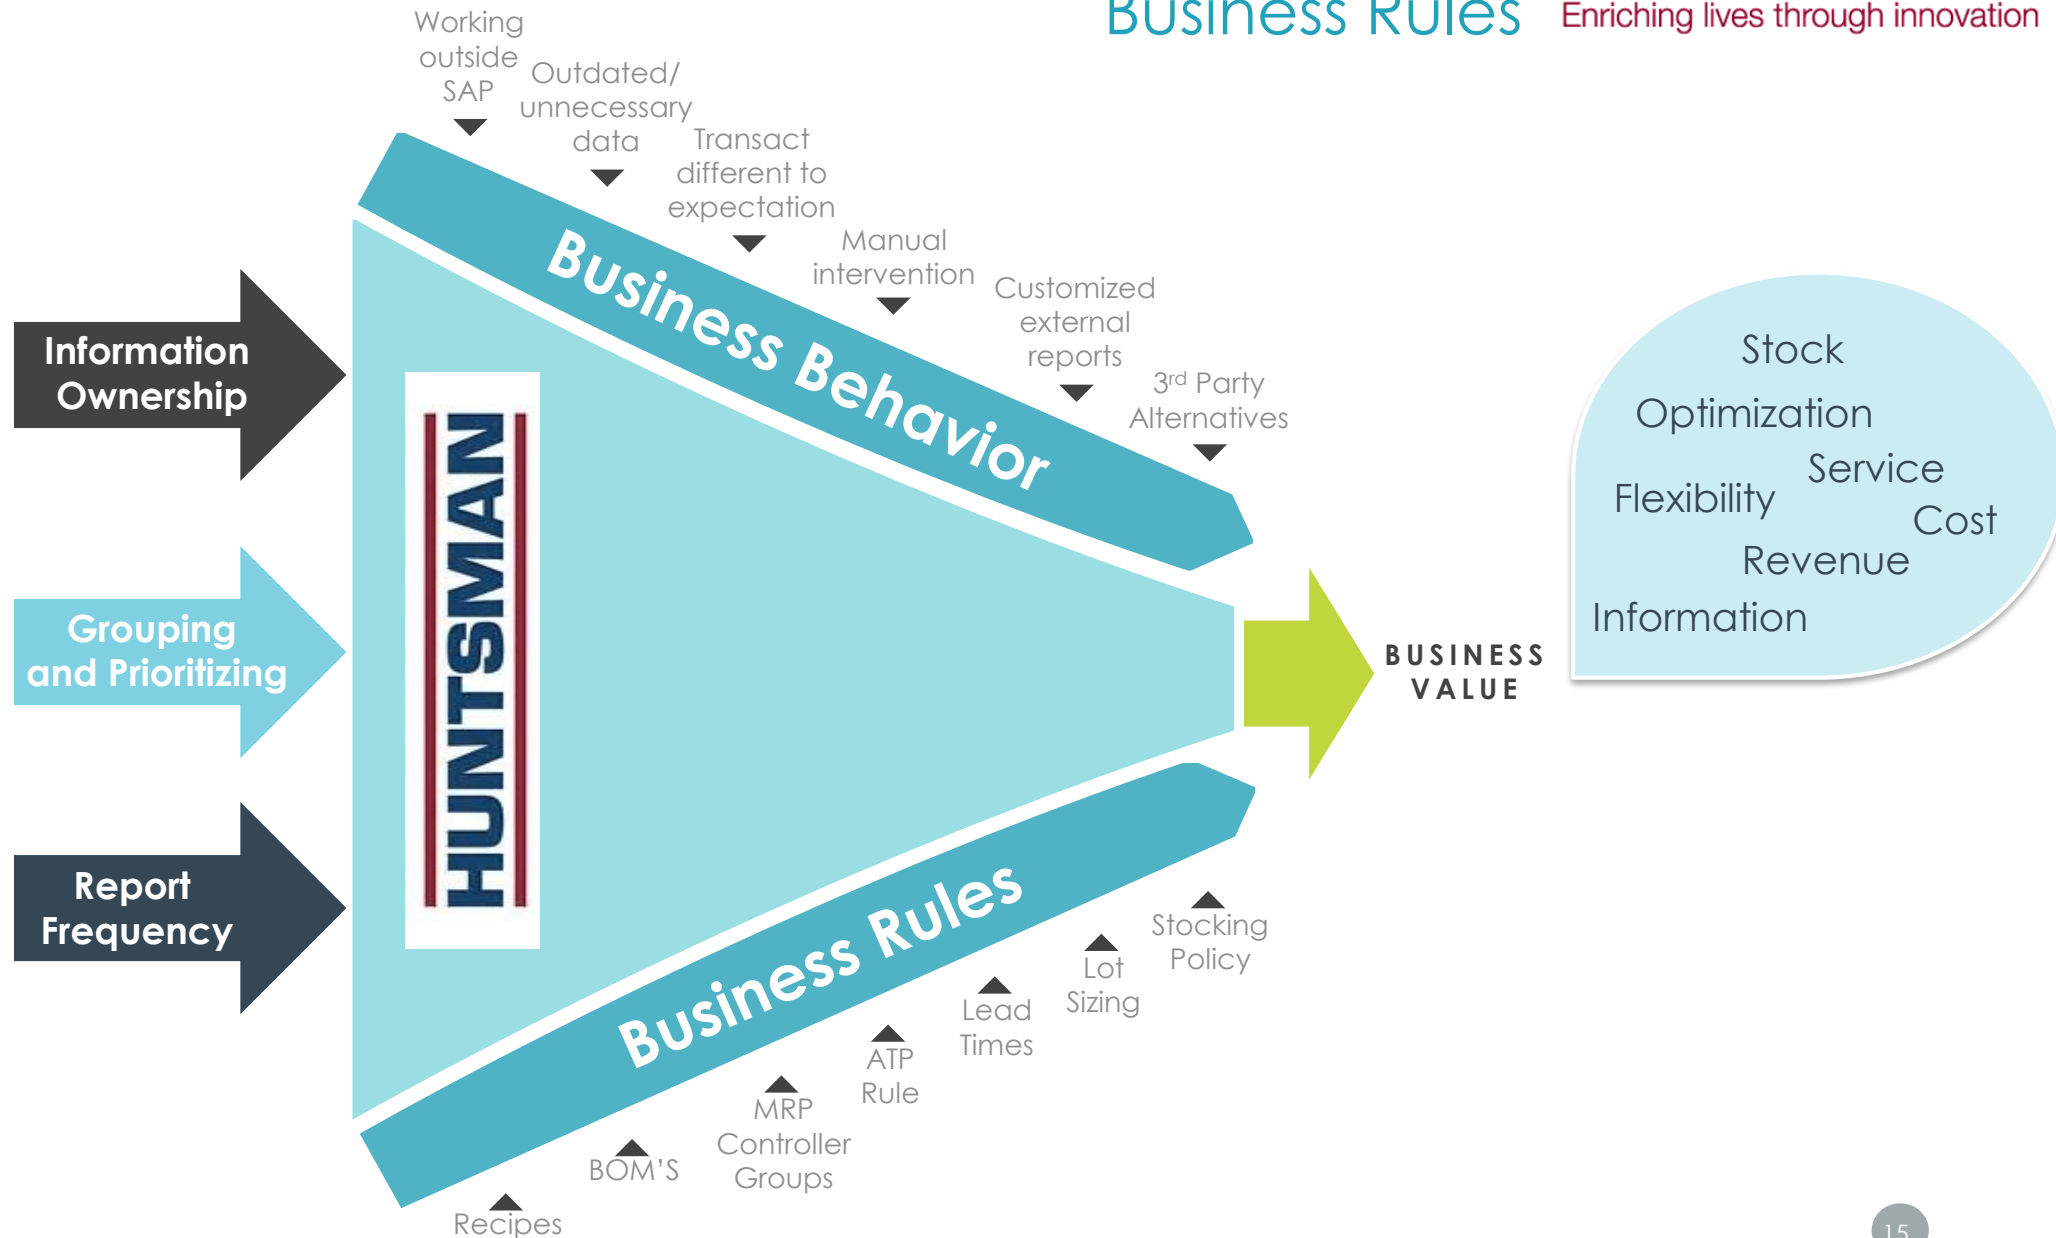 Business Rules
Enriching lives through innovation
Working
outside
SAP
Outdated/
unnecessary
data
Transact
different to
expectation
Manual
intervention
Customized
external
reports
3rd Party
Alternatives
Business Behavior
Information
Ownership
Grouping
and Prioritizing
Report
Frequency
HUNTSMAN
BUSINESS
VALUE
Stock
Optimization
Service
Flexibility
Cost
Revenue
Information
Business Rules
Stocking
Policy
Lot
Sizing
Lead
Times
ATP
Rule
MRP
Controller
Groups
BOM'S
Recipes
15